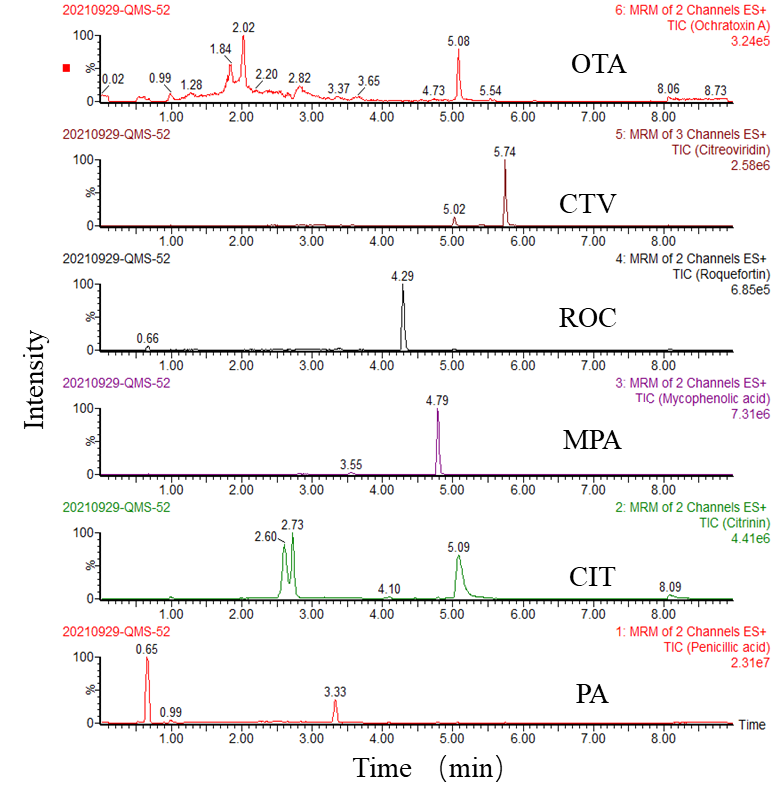 20210929-QMS-52
6: MRM of 2 Channels ES+
TIC (Ochratoxin A)
3.24e5
OTA
100
%
0
0.02
0.99
1.28
1.84
2.02
2.20
2.82
3.37
3.65
4.73
5.08
5.54
8.06
8.73
1.00 2.00 3.00 4.00 5.00 6.00 7.00 8.00
20210929-QMS-52
5: MRM of 3 Channels ES+
TIC (Citreoviridin)
2.58e6
CTV
100
%
0
5.02
5.74
1.00 2.00 3.00 4.00 5.00 6.00 7.00 8.00
20210929-QMS-52
4: MRM of 2 Channels ES+
TIC (Roquefortin)
6.85e5
ROC
100
%
0
0.66
4.29
1.00 2.00 3.00 4.00 5.00 6.00 7.00 8.00
20210929-QMS-52
3: MRM of 2 Channels ES+
TIC (Mycophenolic acid)
7.31e6
MPA
100
%
0
3.55
4.79
1.00 2.00 3.00 4.00 5.00 6.00 7.00 8.00
20210929-QMS-52
2: MRM of 2 Channels ES+
TIC (Citrinin)
4.41e6
CIT
100
%
0
2.60
2.73
4.10
5.09
8.09
1.00 2.00 3.00 4.00 5.00 6.00 7.00 8.00
20210929-QMS-52
1: MRM of 2 Channels ES+
TIC (Penicillic acid)
2.31e7
PA
100
%
0
0.65
0.99
3.33
Time
1.00 2.00 3.00 4.00 5.00 6.00 7.00 8.00
Intensity
Time （min）